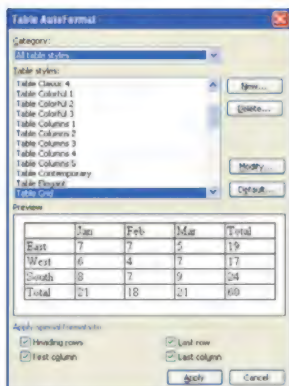 Table AutoFormat
Category:
All table styles
Table styles:
Table Classic 4
Table Colorful 1
Table Colorful 2
Table Colorful 3
Table Columns 1
Table Columns 2
Table Columns 3
Table Columns 4
Table Columns 5
Table Contemporary
Table Elegant
Table Grid
New...
Delete...
Modify...
Default...
Preview
Jan Feb Mar Total
East 7 7 5 19
West 6 4 7 17
South 8 7 9 24
Total 21 18 21 60
Apply special formats to
Heading rows Last row
First column Last column
Apply Cancel